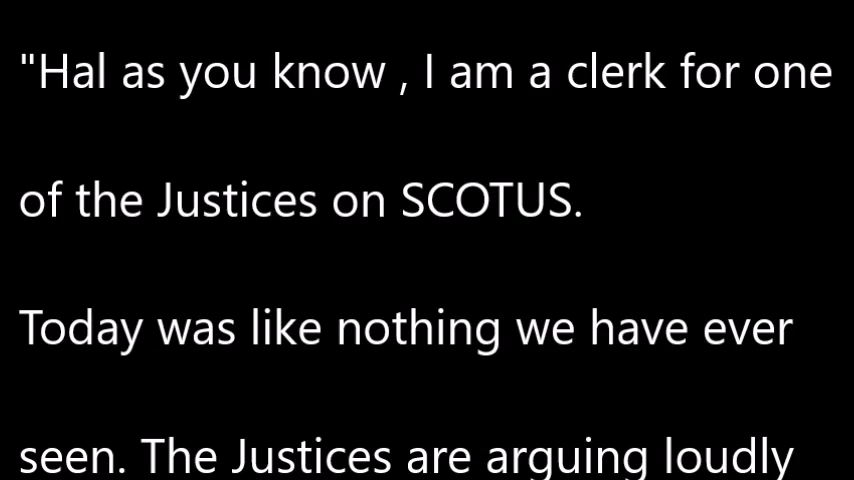 "Hal as you know , I am a clerk for one
of the Justices on SCOTUS.
Today was like nothing we have ever
seen. The Justices are arguing loudly